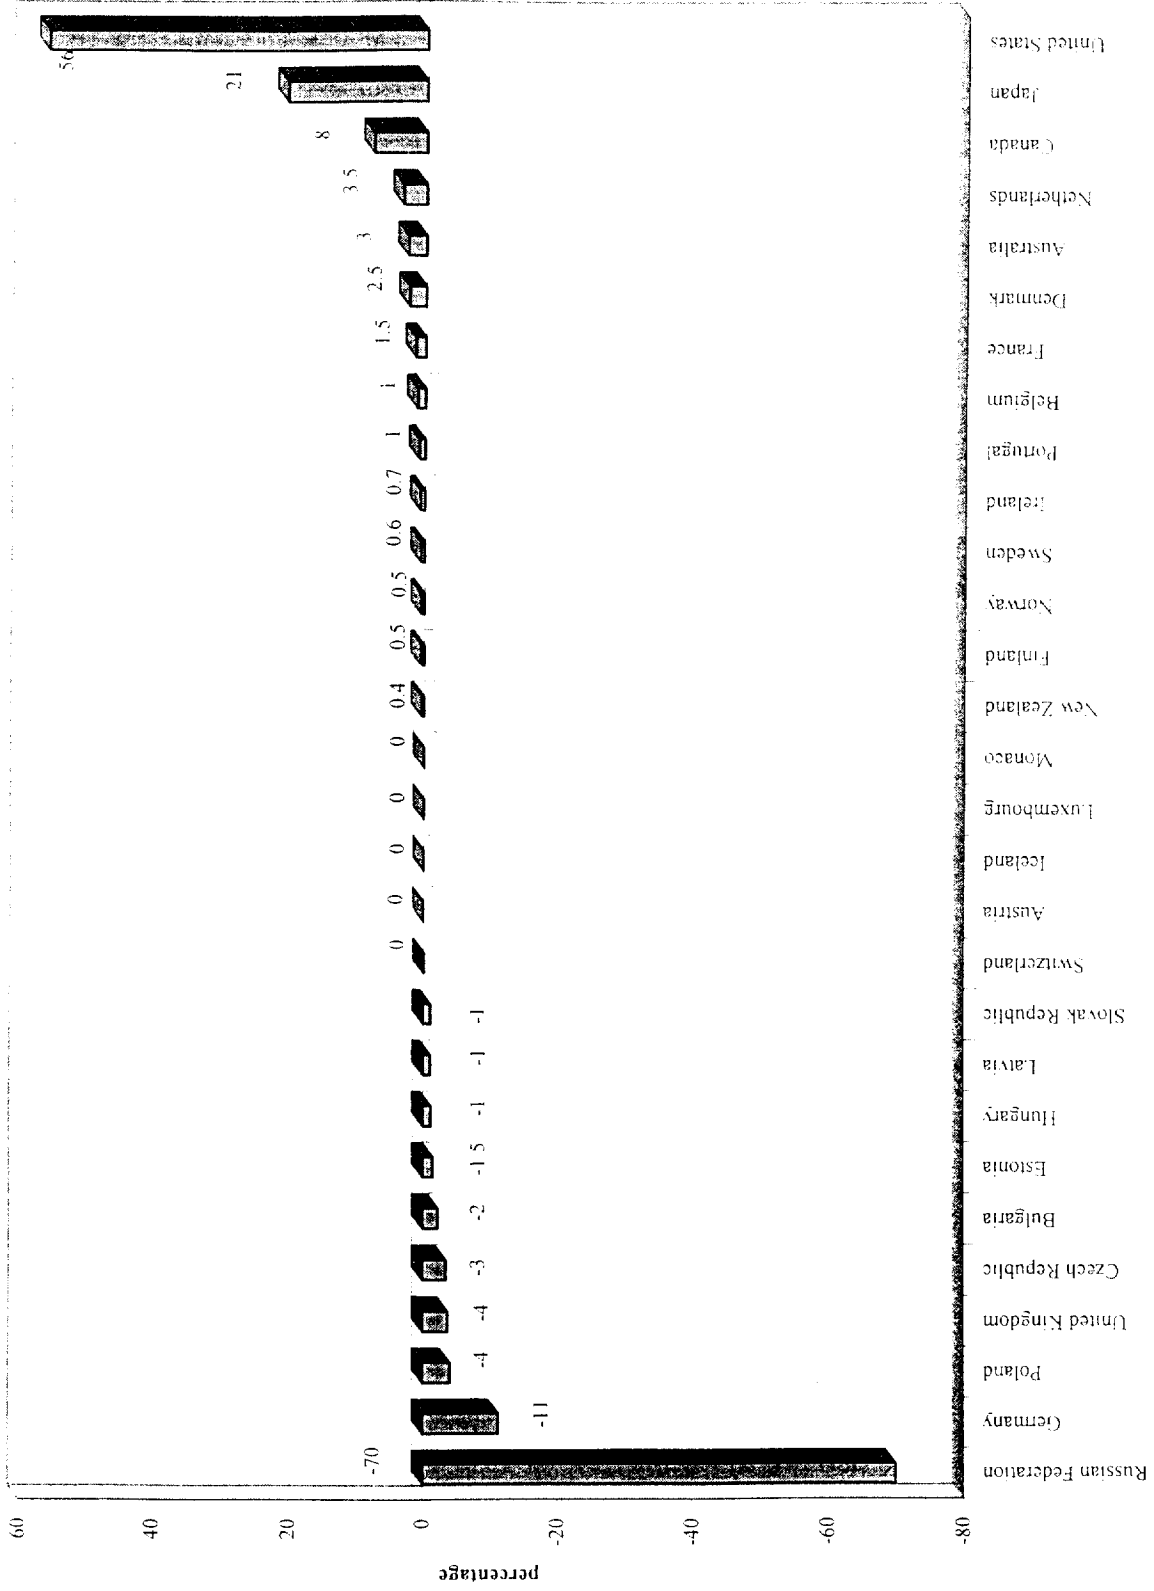 percentage
60
40
20
0
-20
-40
-60
-80
-70
-11
-4
-4
-3
-2
-1 5
-1
-1
-1
0
0
0
0
0
0.4
0.5
0.5
0.6
0.7
1
1
1.5
2.5
3
3.5
8
21
56
Russian Federation
Germany
Poland
United Kingdom
Czech Republic
Bulgaria
Estonia
Hungary
Latvia
Slovak Republic
Switzerland
Austria
Iceland
Luxembourg
Monaco
New Zealand
Finland
Norway
Sweden
Ireland
Portugal
Belgium
France
Denmark
Australia
Netherlands
Canada
Japan
United States